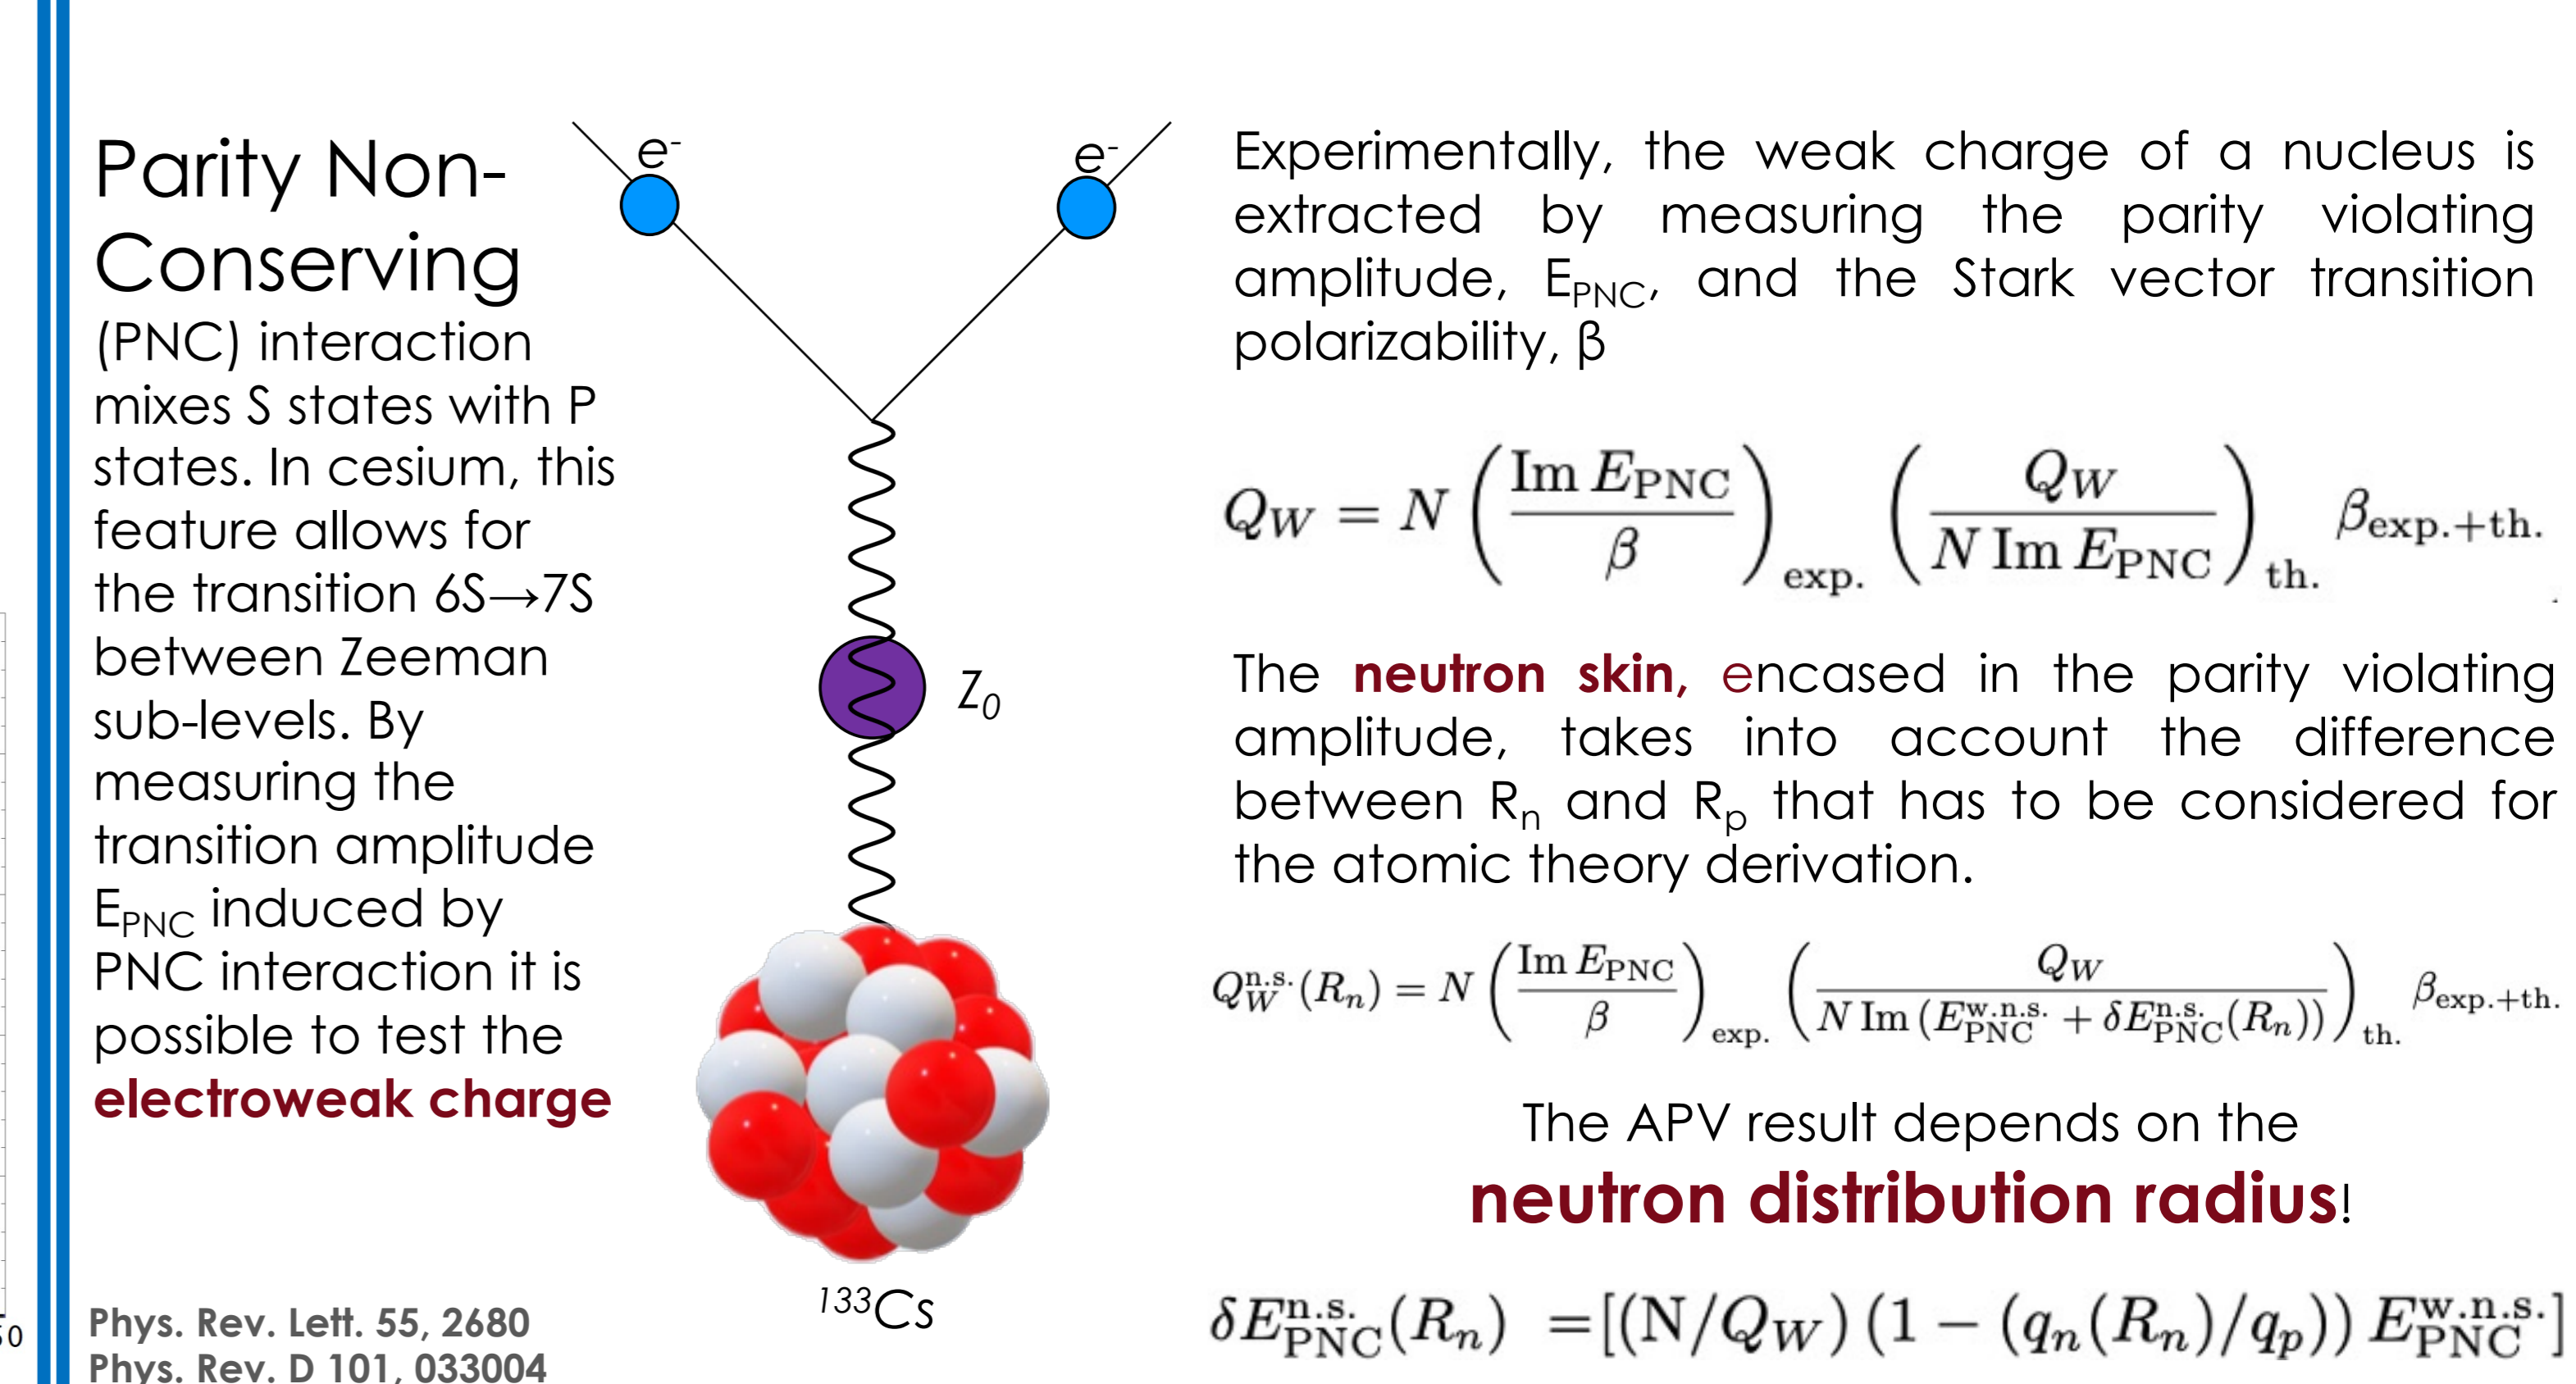 Parity Non-
Conserving
(PNC) interaction
mixes S states with P
states. In cesium, this
feature allows for
the transition 6S→7S
between Zeeman
sub-levels. By
measuring the
transition amplitude
E_PNC induced by
PNC interaction it is
possible to test the
electroweak charge
Phys. Rev. Lett. 55, 2680
Phys. Rev. D 101, 033004
e⁻
e⁻
Z₀
¹³³Cs
Experimentally, the weak charge of a nucleus is
extracted by measuring the parity violating
amplitude, E_PNC, and the Stark vector transition
polarizability, β
Q_W = N (Im E_PNC / β)_exp. (Q_W / N Im E_PNC)_th. β_exp.+th.
The neutron skin, encased in the parity violating
amplitude, takes into account the difference
between Rₙ and Rₚ that has to be considered for
the atomic theory derivation.
Q_W^n.s.(R_n) = N (Im E_PNC / β)_exp. (Q_W / N Im (E_PNC^w.n.s. + δE_PNC^n.s.(R_n)))_th. β_exp.+th.
The APV result depends on the
neutron distribution radius!
δE_PNC^n.s.(R_n) =[(N/Q_W) (1 − (q_n(R_n)/q_p)) E_PNC^w.n.s.]